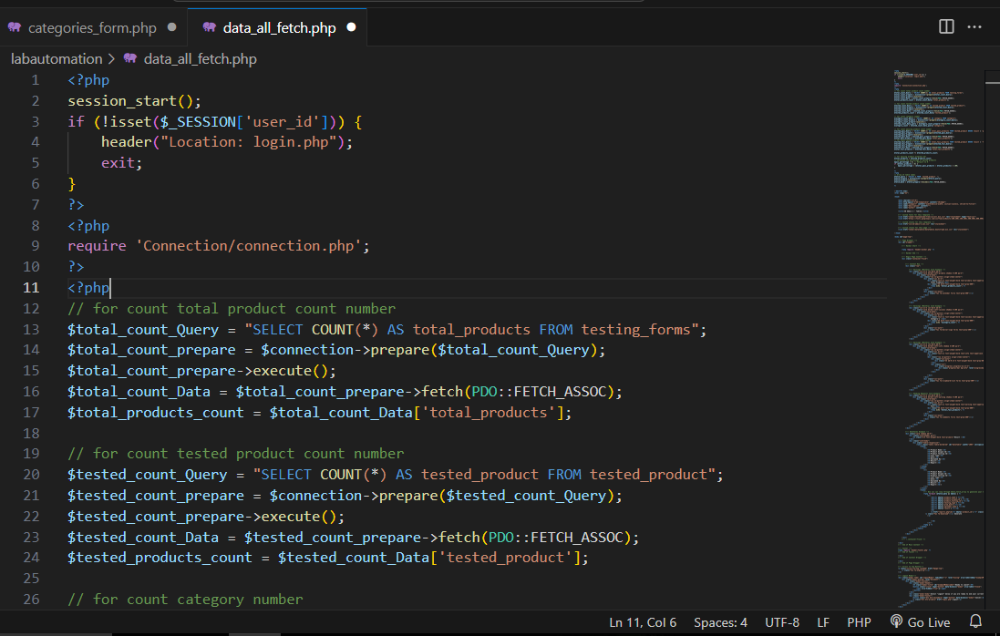 categories_form.php
data_all_fetch.php
labautomation > data_all_fetch.php
1 <?php
2 session_start();
3 if (!isset($_SESSION['user_id'])) {
4 header("Location: login.php");
5 exit;
6 }
7 ?>
8 <?php
9 require 'Connection/connection.php';
10 ?>
11 <?php
12 // for count total product count number
13 $total_count_Query = "SELECT COUNT(*) AS total_products FROM testing_forms";
14 $total_count_prepare = $connection->prepare($total_count_Query);
15 $total_count_prepare->execute();
16 $total_count_Data = $total_count_prepare->fetch(PDO::FETCH_ASSOC);
17 $total_products_count = $total_count_Data['total_products'];
18
19 // for count tested product count number
20 $tested_count_Query = "SELECT COUNT(*) AS tested_product FROM tested_product";
21 $tested_count_prepare = $connection->prepare($tested_count_Query);
22 $tested_count_prepare->execute();
23 $tested_count_Data = $tested_count_prepare->fetch(PDO::FETCH_ASSOC);
24 $tested_products_count = $tested_count_Data['tested_product'];
25
26 // for count category number
Ln 11, Col 6 Spaces: 4 UTF-8 LF PHP Go Live